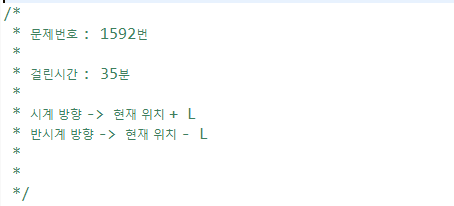 /*
* 문제번호 : 1592번
*
* 걸린시간 : 35분
*
* 시계 방향 -> 현재 위치 + L
* 반시계 방향 -> 현재 위치 - L
*
*
*/